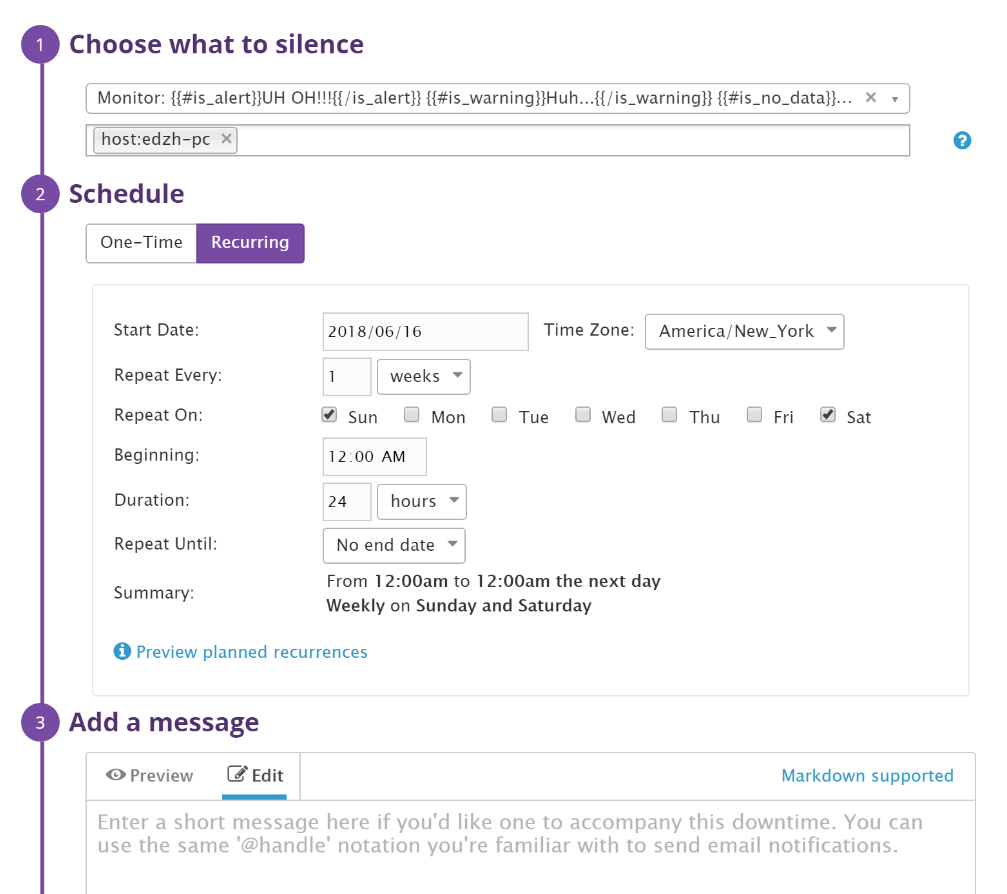 1 Choose what to silence
Monitor: {{#is_alert}}UH OH!!!{{/is_alert}} {{#is_warning}}Huh...{{/is_warning}} {{#is_no_data}}... ×
host:edzh-pc ×
?
2 Schedule
One-Time Recurring
Start Date: 2018/06/16 Time Zone: America/New_York
Repeat Every: 1 weeks
Repeat On: Sun Mon Tue Wed Thu Fri Sat
Beginning: 12:00 AM
Duration: 24 hours
Repeat Until: No end date
From 12:00am to 12:00am the next day
Summary:
Weekly on Sunday and Saturday
Preview planned recurrences
3 Add a message
Preview Edit Markdown supported
Enter a short message here if you'd like one to accompany this downtime. You can
use the same '@handle' notation you're familiar with to send email notifications.